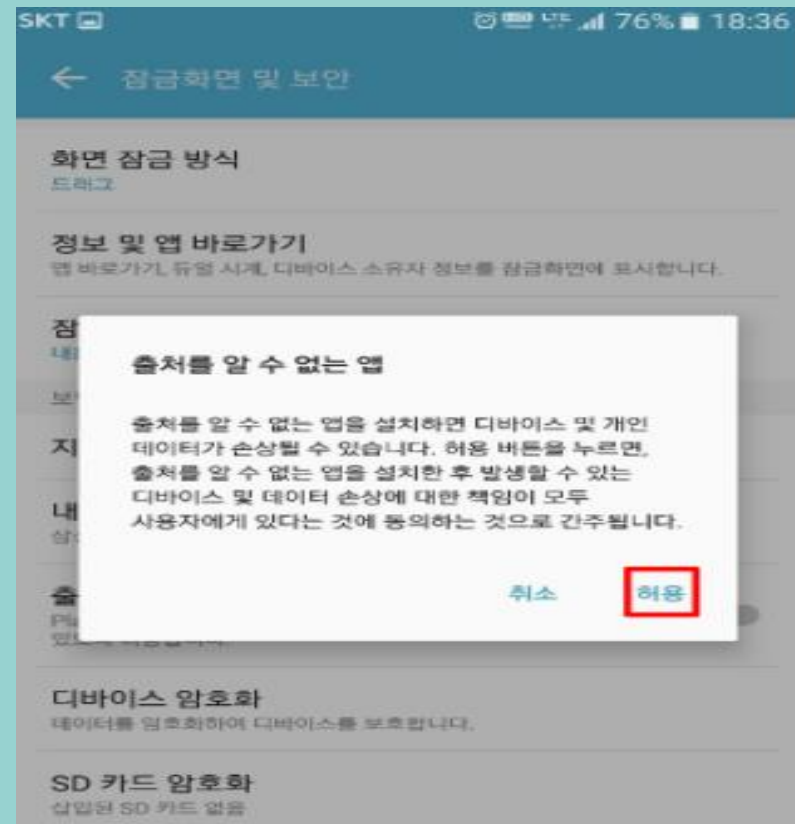 SKT
LTE 76% 18:36
잠금화면 및 보안
화면 잠금 방식
드래그
정보 및 앱 바로가기
앱 바로가기, 듀얼 시계, 디바이스 소유자 정보를 잠금화면에 표시합니다.
잠
출처를 알 수 없는 앱
출처를 알 수 없는 앱을 설치하면 디바이스 및 개인
데이터가 손상될 수 있습니다. 허용 버튼을 누르면,
출처를 알 수 없는 앱을 설치한 후 발생할 수 있는
디바이스 및 데이터 손상에 대한 책임이 모두
사용자에게 있다는 것에 동의하는 것으로 간주됩니다.
취소 허용
지
내
출
디바이스 암호화
데이터를 암호화하여 디바이스를 보호합니다.
SD 카드 암호화
삽입된 SD 카드 없음